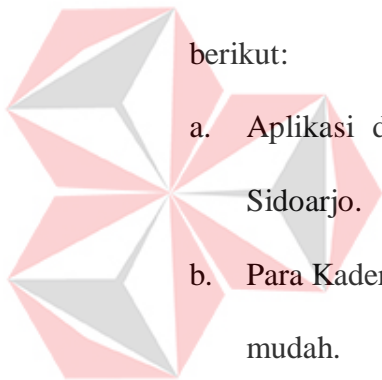 berikut:
a. Aplikasi d
Sidoarjo.
b. Para Kader
mudah.